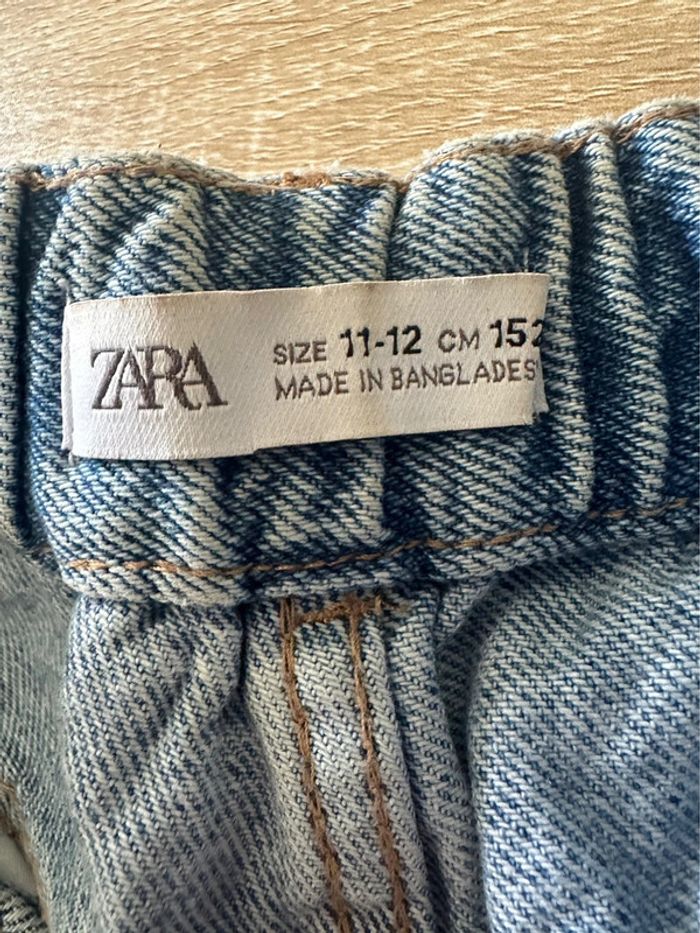 ZARA
SIZE 11-12 CM 152
MADE IN BANGLADES